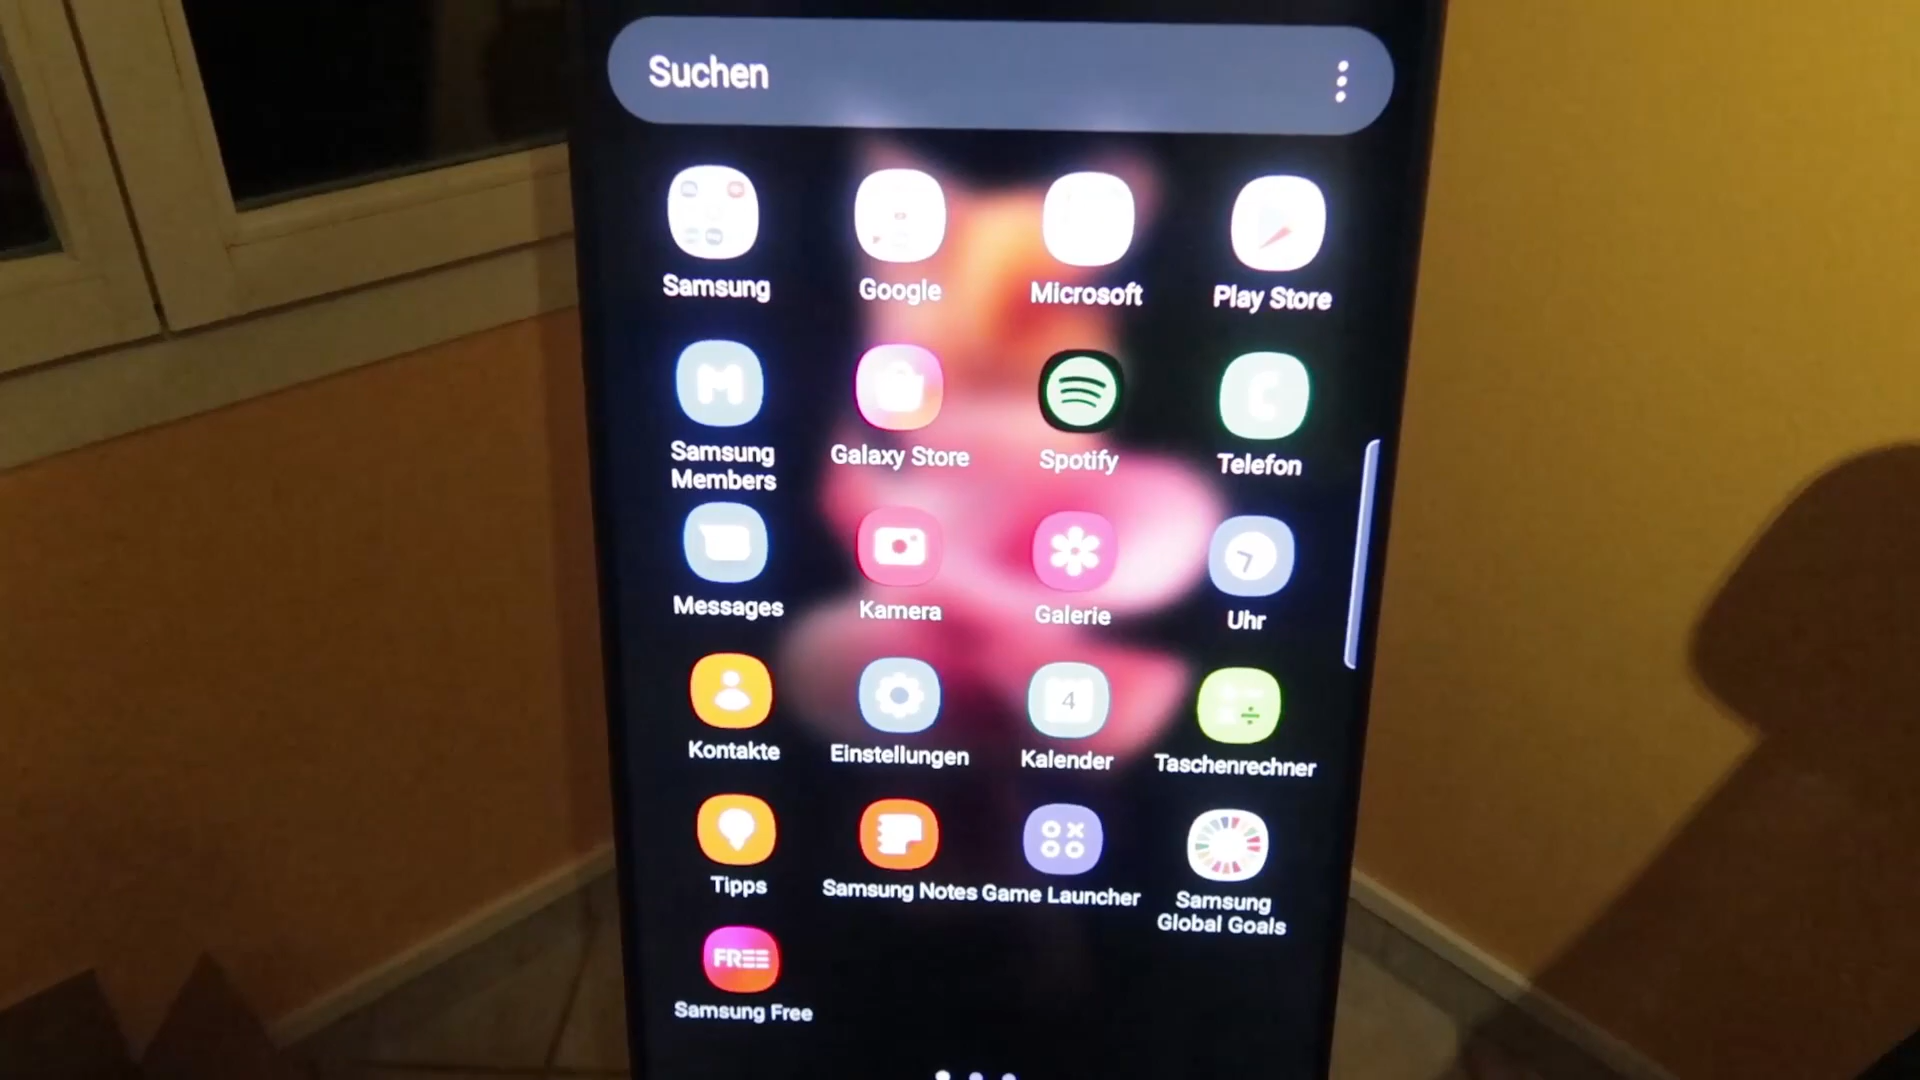 Suchen
Samsung
Google
Microsoft
Play Store
Samsung
Members
Galaxy Store
Spotify
Telefon
Messages
Kamera
Galerie
Uhr
Kontakte
Einstellungen
4
Kalender
Taschenrechner
Tipps
Samsung Notes
Game Launcher
Samsung
Global Goals
FREE
Samsung Free